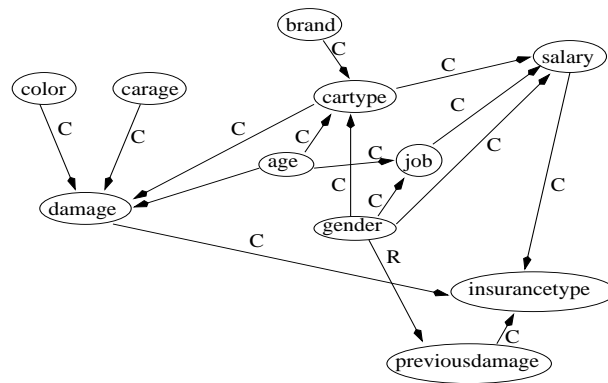 brand
C
salary
color
carage
C
cartype
C
C
C
C
C
age
C
job
C
C
damage
C
C
gender
C
R
insurancetype
C
previousdamage